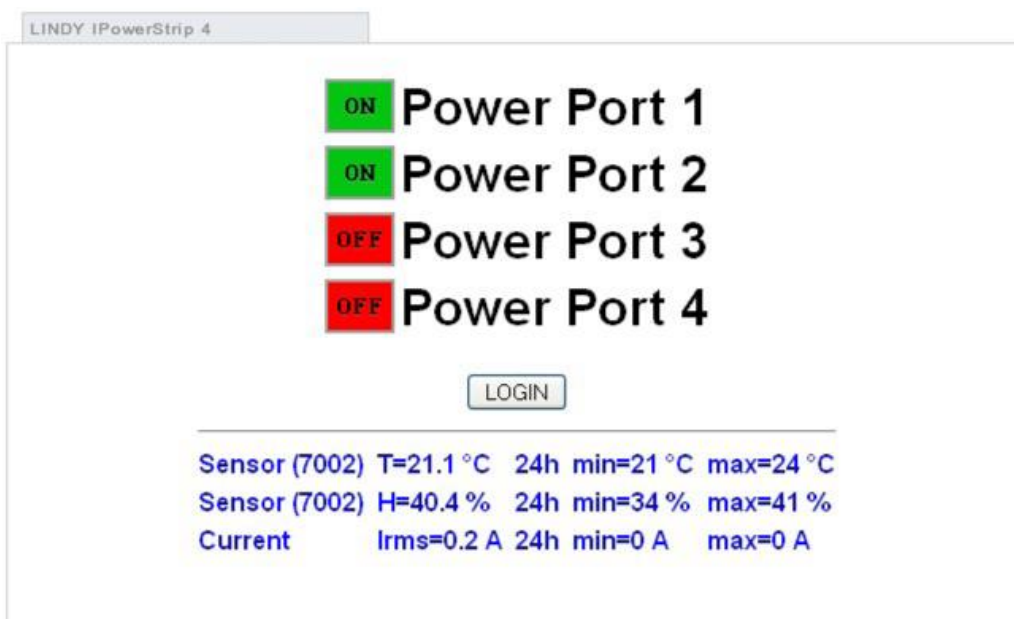 LINDY IPowerStrip 4
ON Power Port 1
ON Power Port 2
OFF Power Port 3
OFF Power Port 4
LOGIN
Sensor (7002) T=21.1 °C 24h min=21 °C max=24 °C
Sensor (7002) H=40.4 % 24h min=34 % max=41 %
Current Irms=0.2 A 24h min=0 A max=0 A